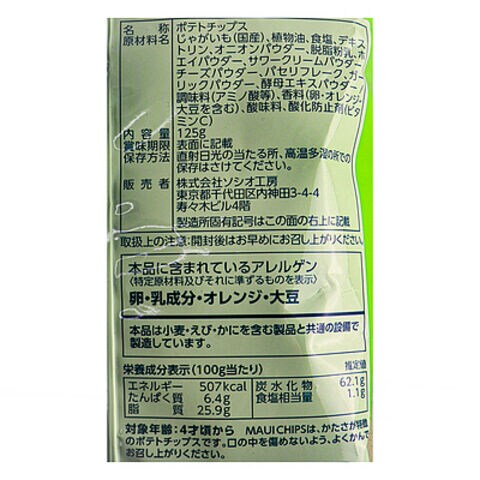 名称 ポテトチップス
原材料名 じゃがいも(国産)、植物油、食塩、デキス
トリン、オニオンパウダー、脱脂粉乳、ホ
エイパウダー、サワークリームパウダー、
チーズパウダー、パセリフレーク、ガー
リックパウダー、酵母エキスパウダー/
調味料(アミノ酸等)、香料(卵・オレンジ・
大豆を含む)、酸味料、酸化防止剤(ビタ
ミンC)
内容量 125g
賞味期限 表面に記載
保存方法 直射日光の当たる所、高温多湿の所での
保存はさけてください。
販売者 株式会社ソシオ工房
東京都千代田区内神田3-4-4
寿々木ビル4階
製造所固有記号はこの面の右上に記載
取扱上の注意:開封後はお早めにお召し上がりください。
本品に含まれているアレルゲン
〈特定原材料及びそれに準ずるものを表示〉
卵・乳成分・オレンジ・大豆
本品は小麦・えび・かにを含む製品と共通の設備で
製造しています。
栄養成分表示(100g当たり) 推定値
エネルギー 507kcal 炭水化物 62.1g
たんぱく質 6.4g 食塩相当量 1.1g
脂質 25.9g
対象年齢:4才頃から MAUI CHIPSは、かたさが特徴
のポテトチップスです。口の中を傷めないよう、よくかんで
お召し上がりください。